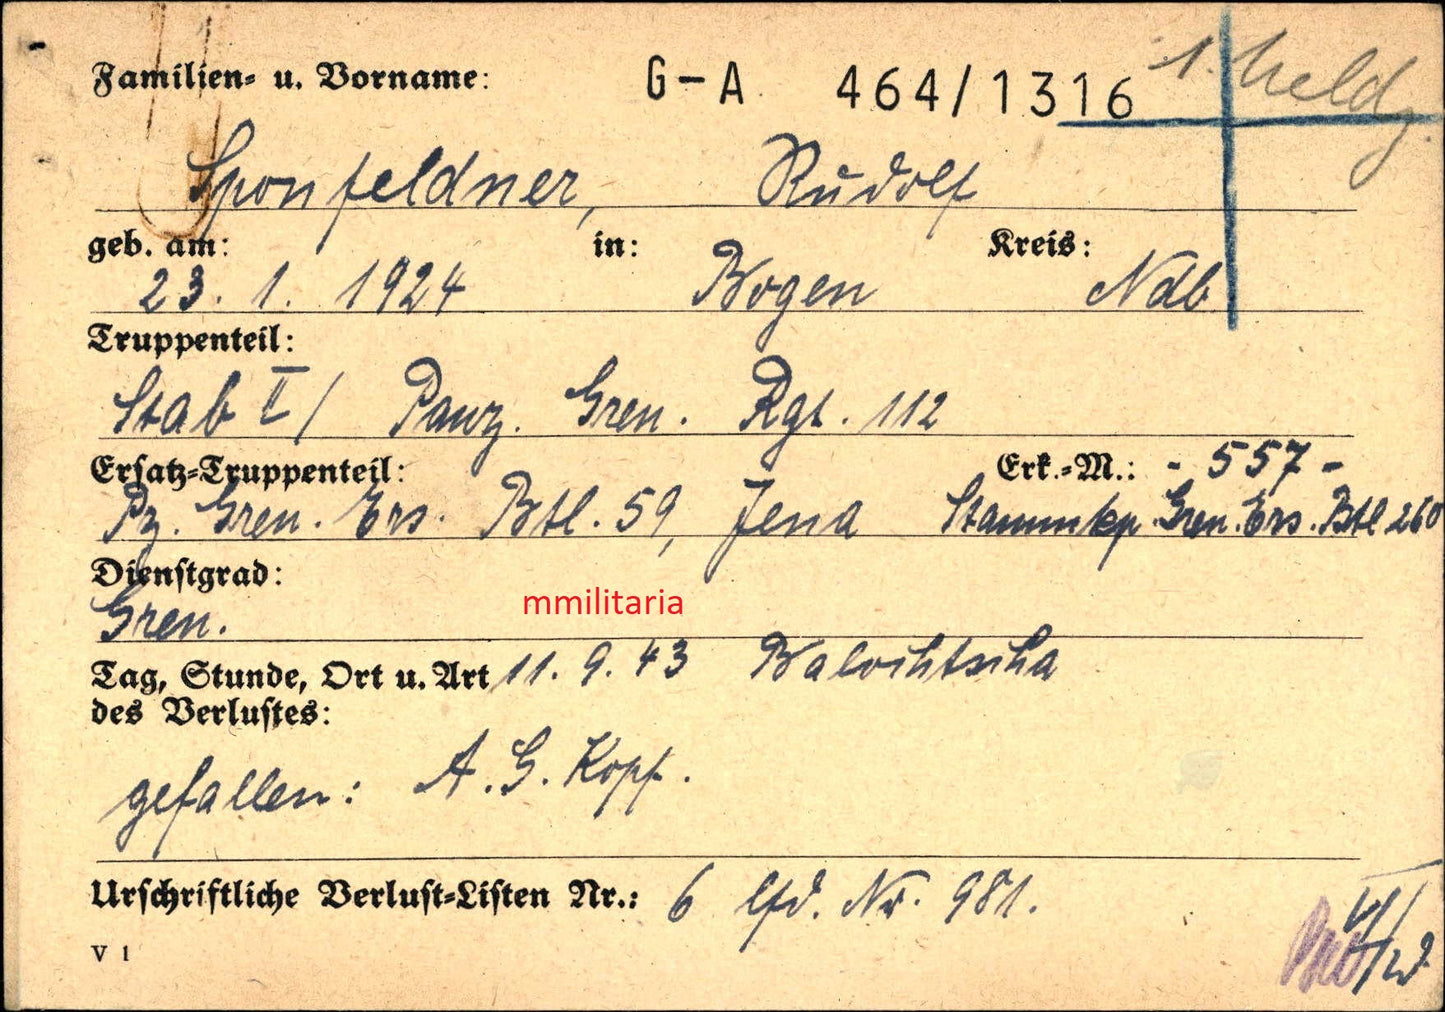 Familien- u. Vorname: G-A 464/1316 1. Meldg.
Sponfeldner, Rudolf
geb. am: in: Kreis:
23. 1. 1924 Bogen Ndb
Truppenteil:
Stab II / Panz. Gren. Rgt. 112
Ersatz-Truppenteil: Erk.-M.: - 557 -
Pz. Gren. Ers. Btl. 59, Jena Stammkp. Gren. Ers. Btl 260
Dienstgrad:
Gren.
mmilitaria
Tag, Stunde, Ort u. Art 11. 9. 43
des Verlustes:
gefallen: A. G. Kopf.
Urschriftliche Verlust-Listen Nr.: 6 lfd. Nr. 981.
V 1